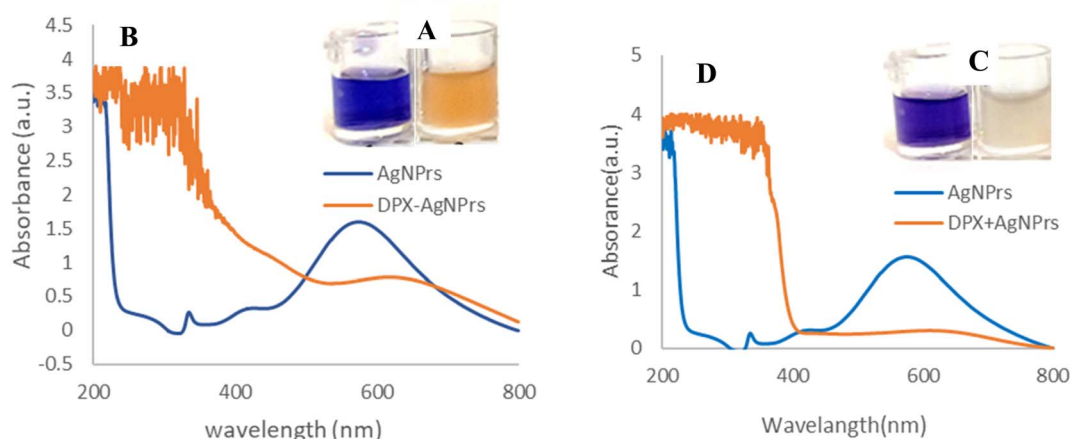 B
A
4.5
4
3.5
3
2.5
2
1.5
1
0.5
0
-0.5
Absorbance (a.u.)
AgNPrs
DPX-AgNPrs
200
400
600
800
wavelength (nm)
D
C
5
4
3
2
1
0
Absorance(a.u.)
AgNPrs
DPX+AgNPrs
200
400
600
800
Wavelangth(nm)